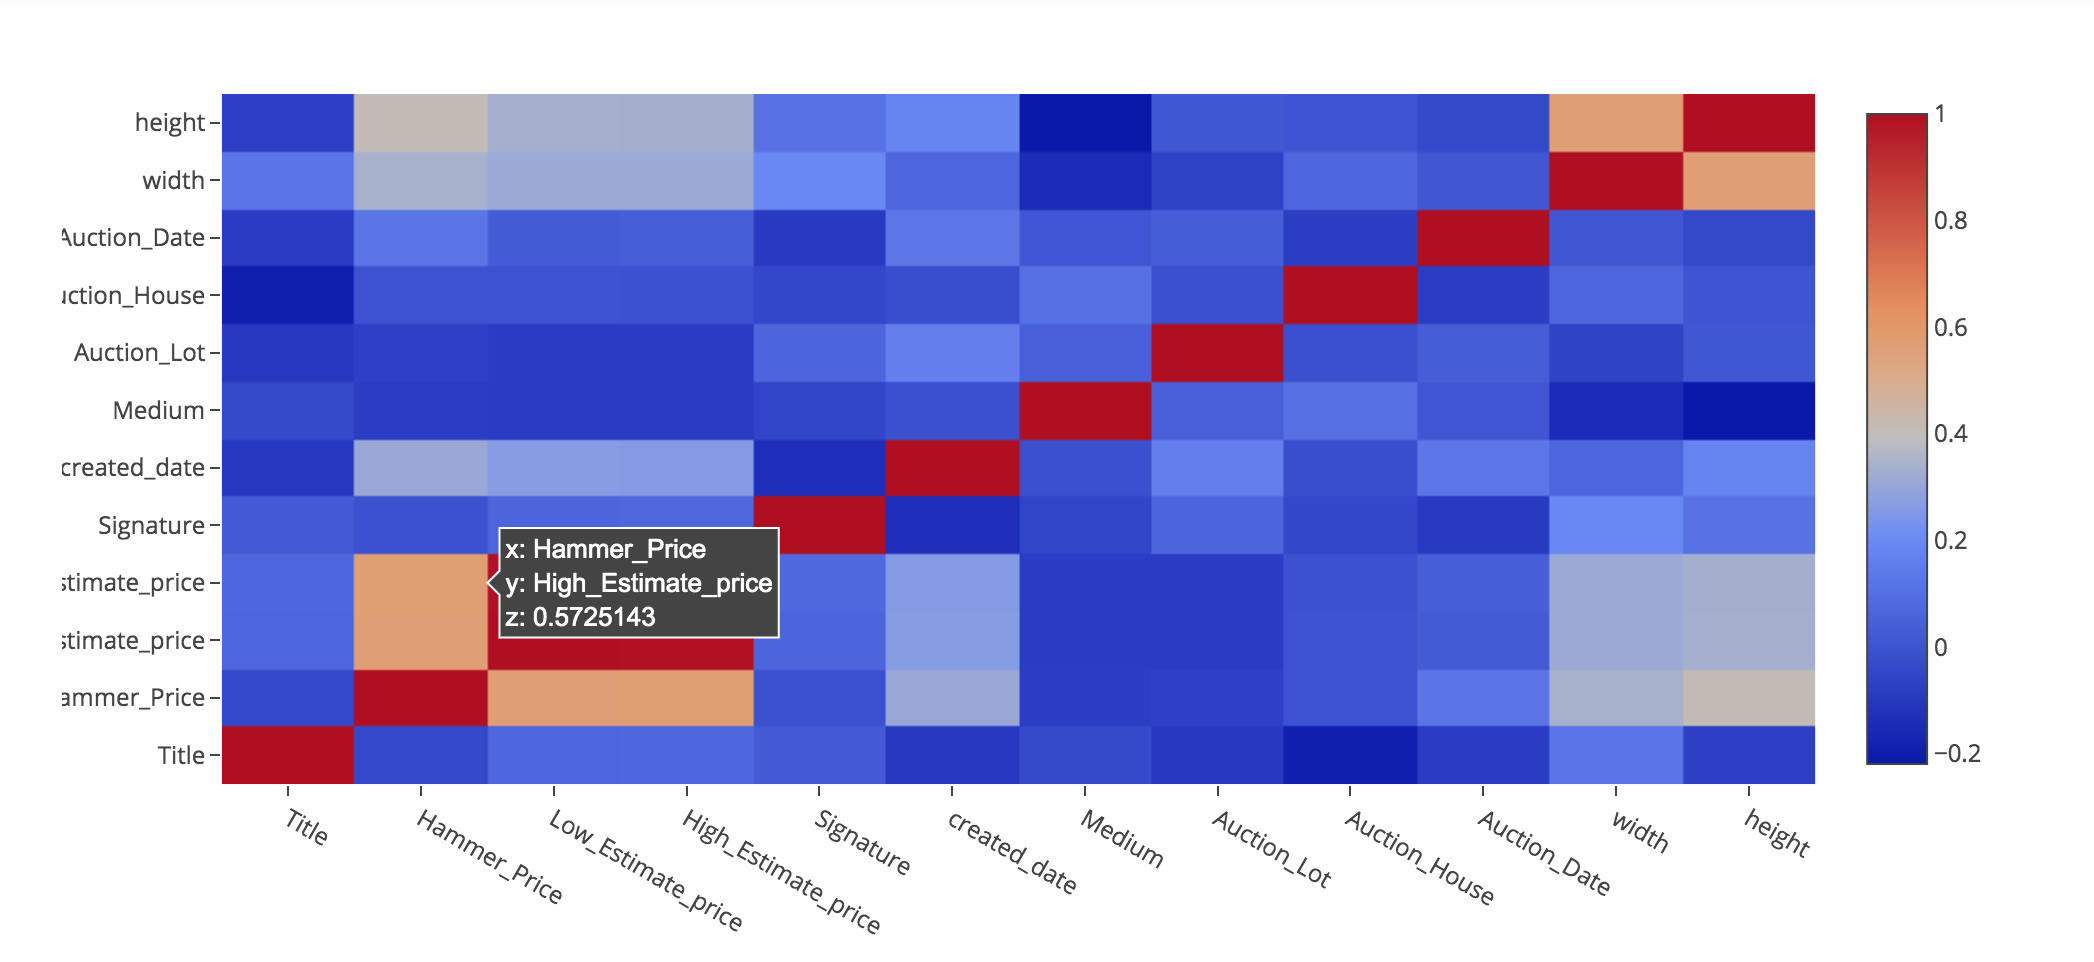 height
width
Auction_Date
uction_House
Auction_Lot
Medium
created_date
Signature
stimate_price
stimate_price
ammer_Price
Title
x: Hammer_Price
y: High_Estimate_price
z: 0.5725143
Title
Hammer_Price
Low_Estimate_price
High_Estimate_price
Signature
created_date
Medium
Auction_Lot
Auction_House
Auction_Date
width
height
1
0.8
0.6
0.4
0.2
0
−0.2